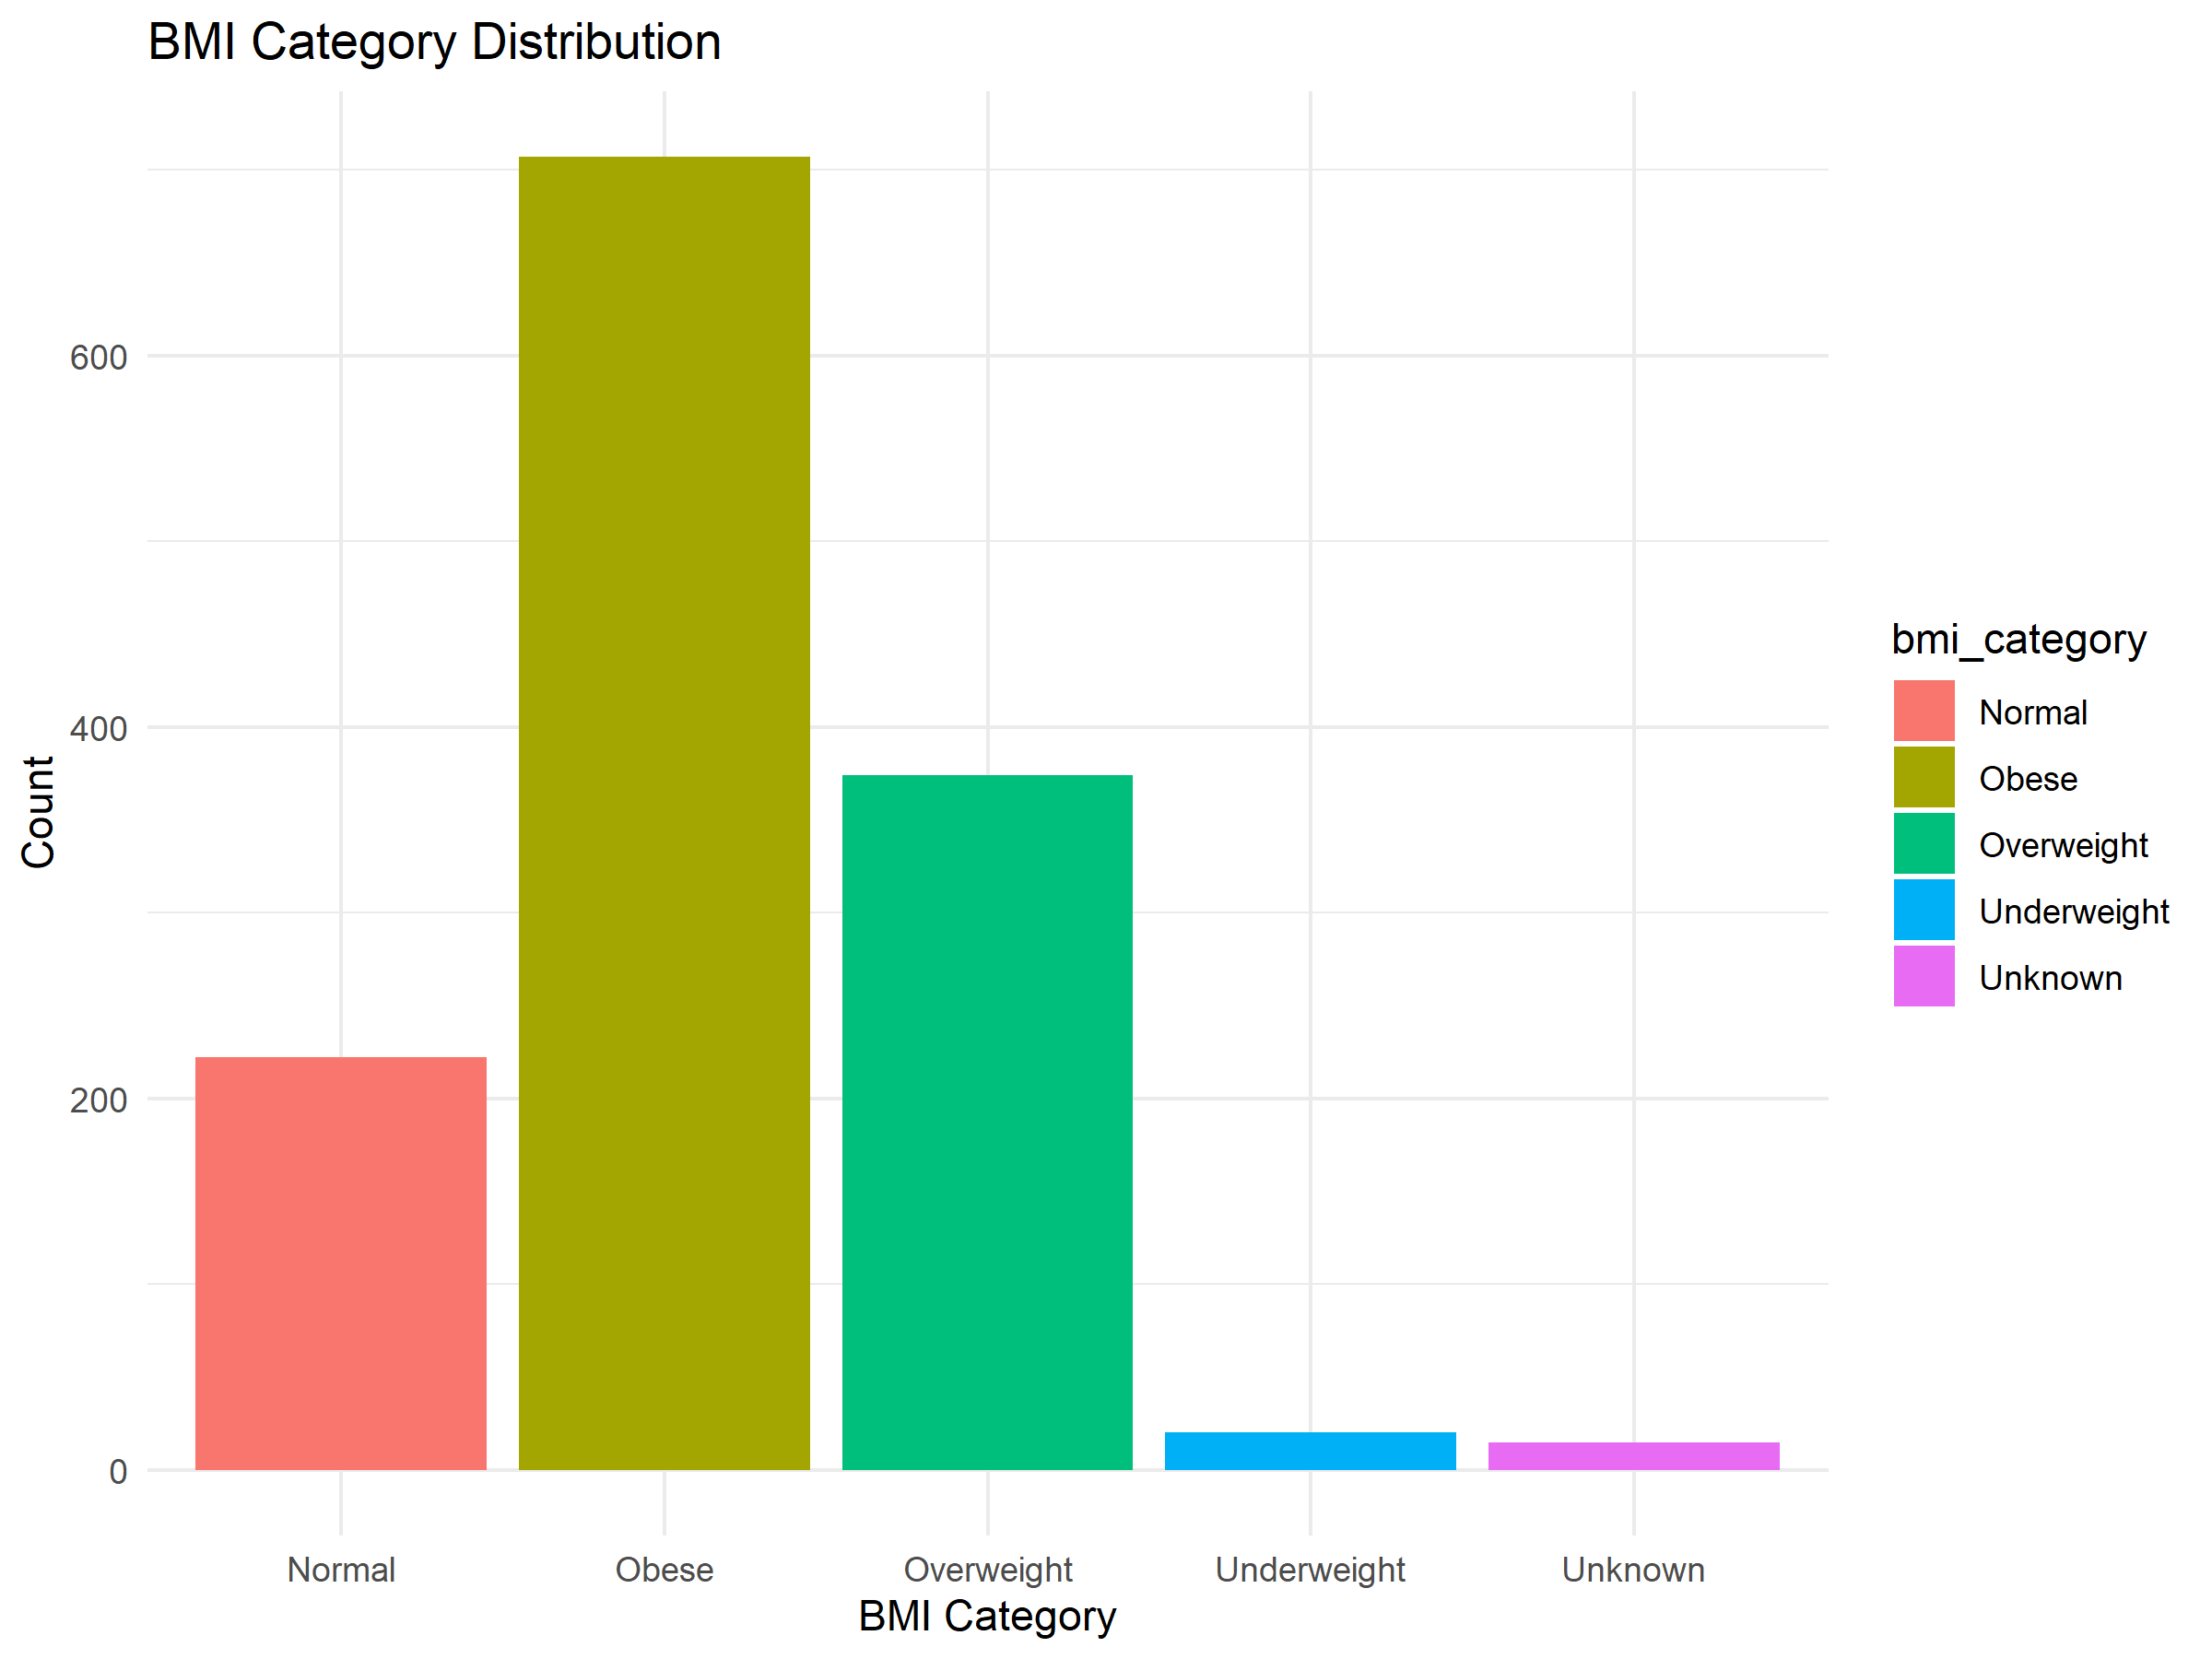 BMI Category Distribution
600
400
200
0
Count
Normal
Obese
Overweight
Underweight
Unknown
BMI Category
bmi_category
Normal
Obese
Overweight
Underweight
Unknown